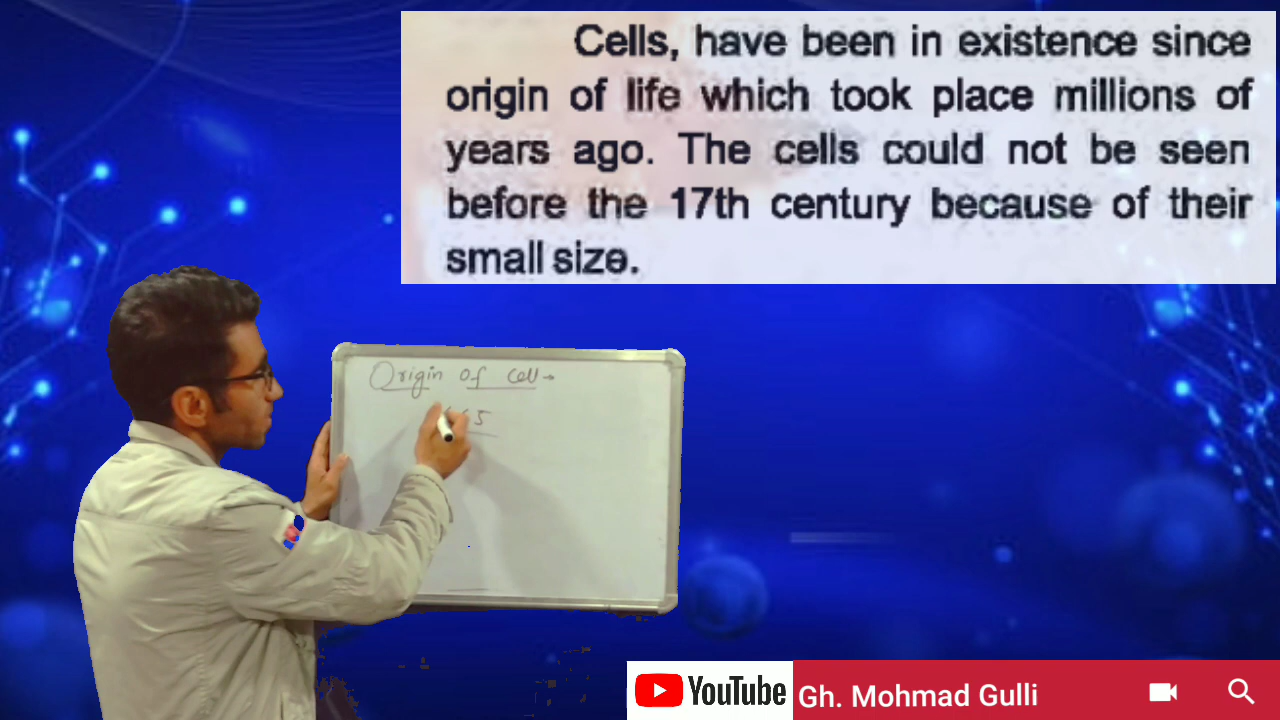 Cells, have been in existence since
origin of life which took place millions of
years ago. The cells could not be seen
before the 17th century because of their
small size.
Origin of cell→
YouTube
Gh. Mohmad Gulli